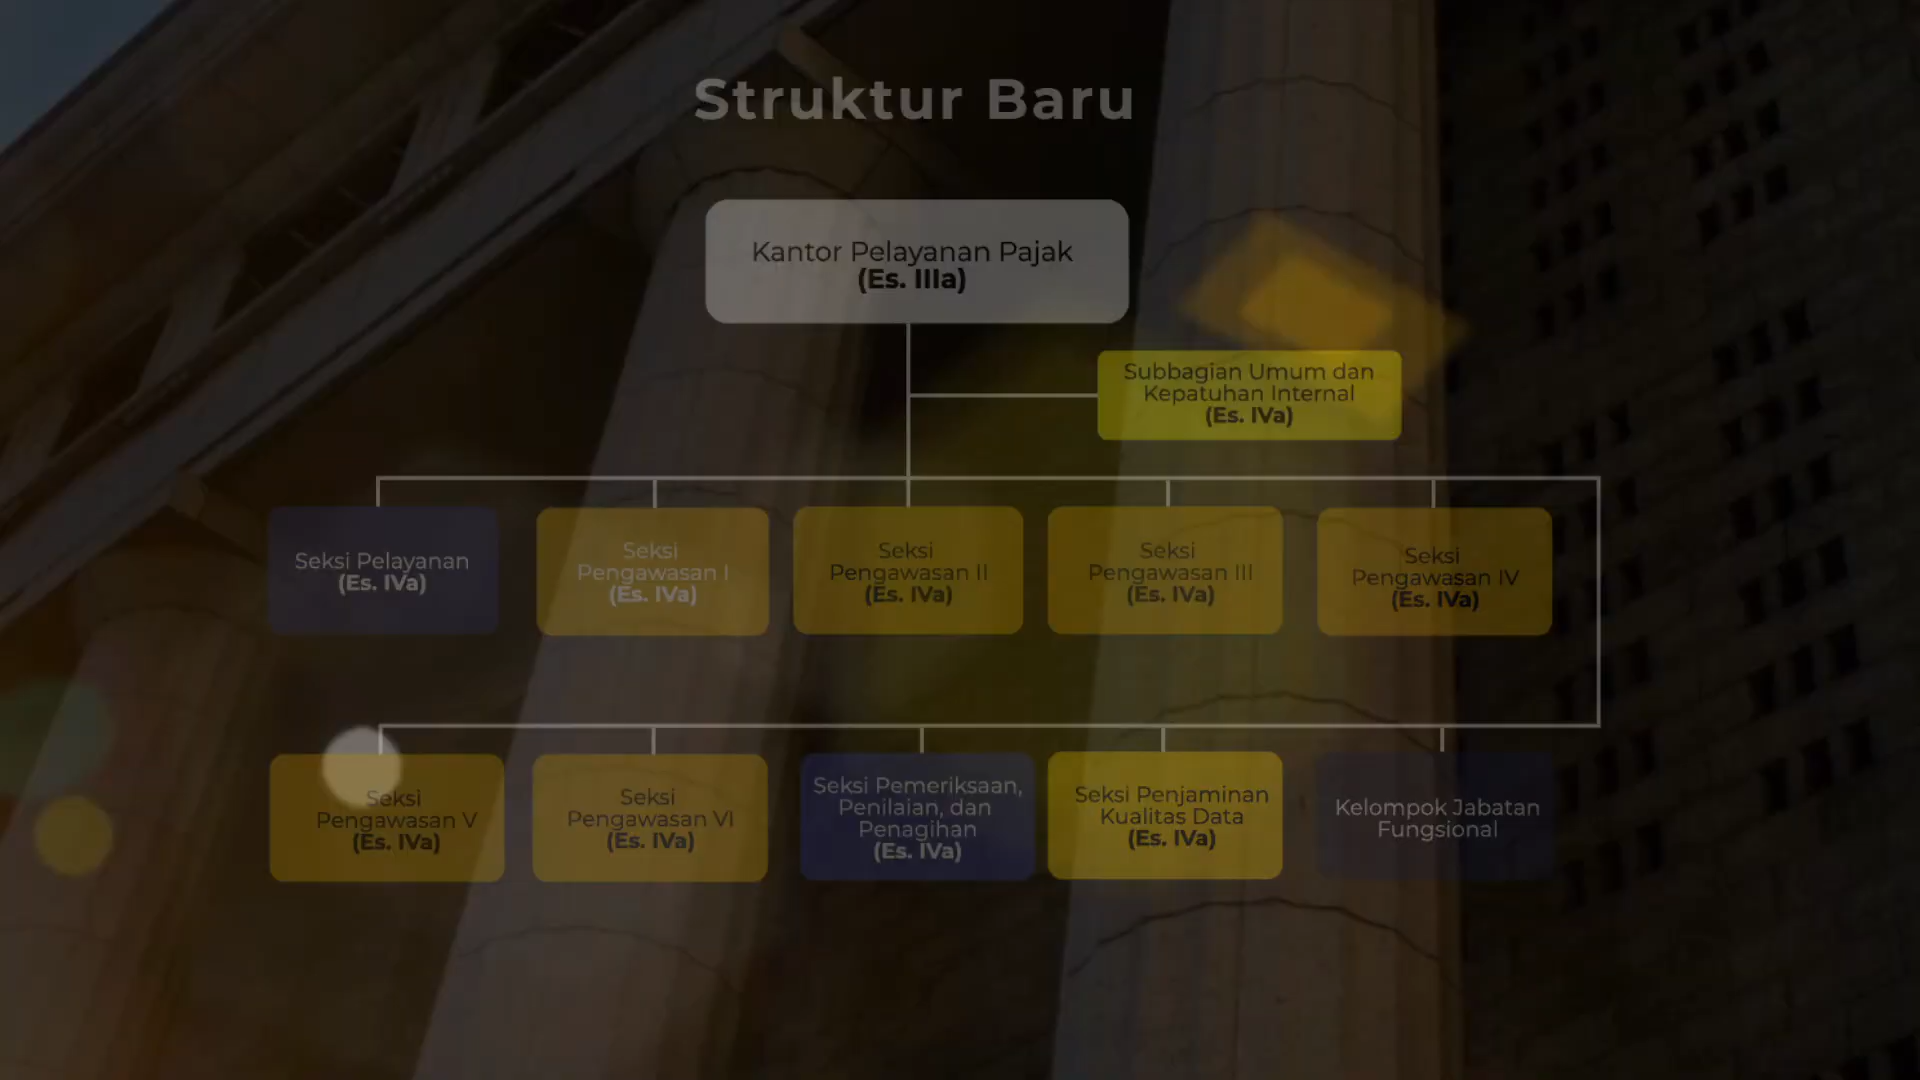 Struktur Baru
Kantor Pelayanan Pajak
(Es. IIIa)
Subbagian Umum dan
Kepatuhan Internal
(Es. IVa)
Seksi Pelayanan
(Es. IVa)
Seksi
Pengawasan I
(Es. IVa)
Seksi
Pengawasan II
(Es. IVa)
Seksi
Pengawasan III
(Es. IVa)
Seksi
Pengawasan IV
(Es. IVa)
Seksi
Pengawasan V
(Es. IVa)
Seksi
Pengawasan VI
(Es. IVa)
Seksi Pemeriksaan,
Penilaian, dan
Penagihan
(Es. IVa)
Seksi Penjaminan
Kualitas Data
(Es. IVa)
Kelompok Jabatan
Fungsional